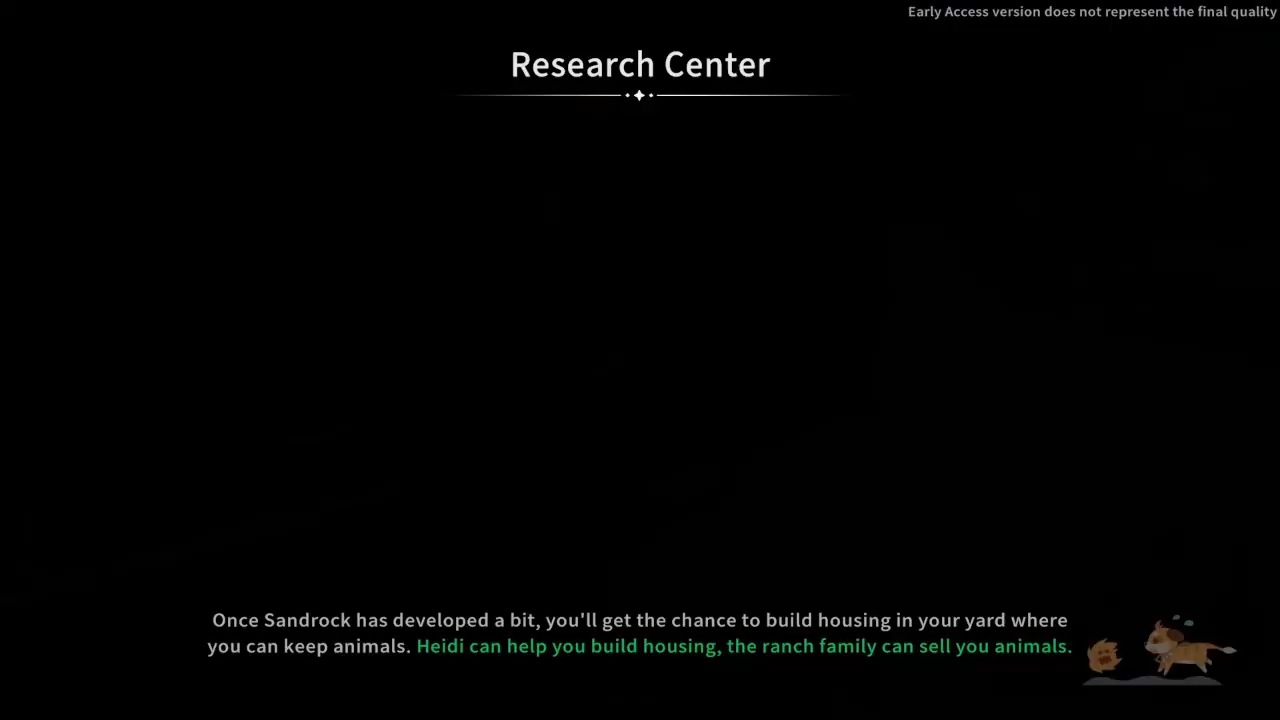 Early Access version does not represent the final quality
Research Center
Once Sandrock has developed a bit, you'll get the chance to build housing in your yard where
you can keep animals. Heidi can help you build housing, the ranch family can sell you animals.